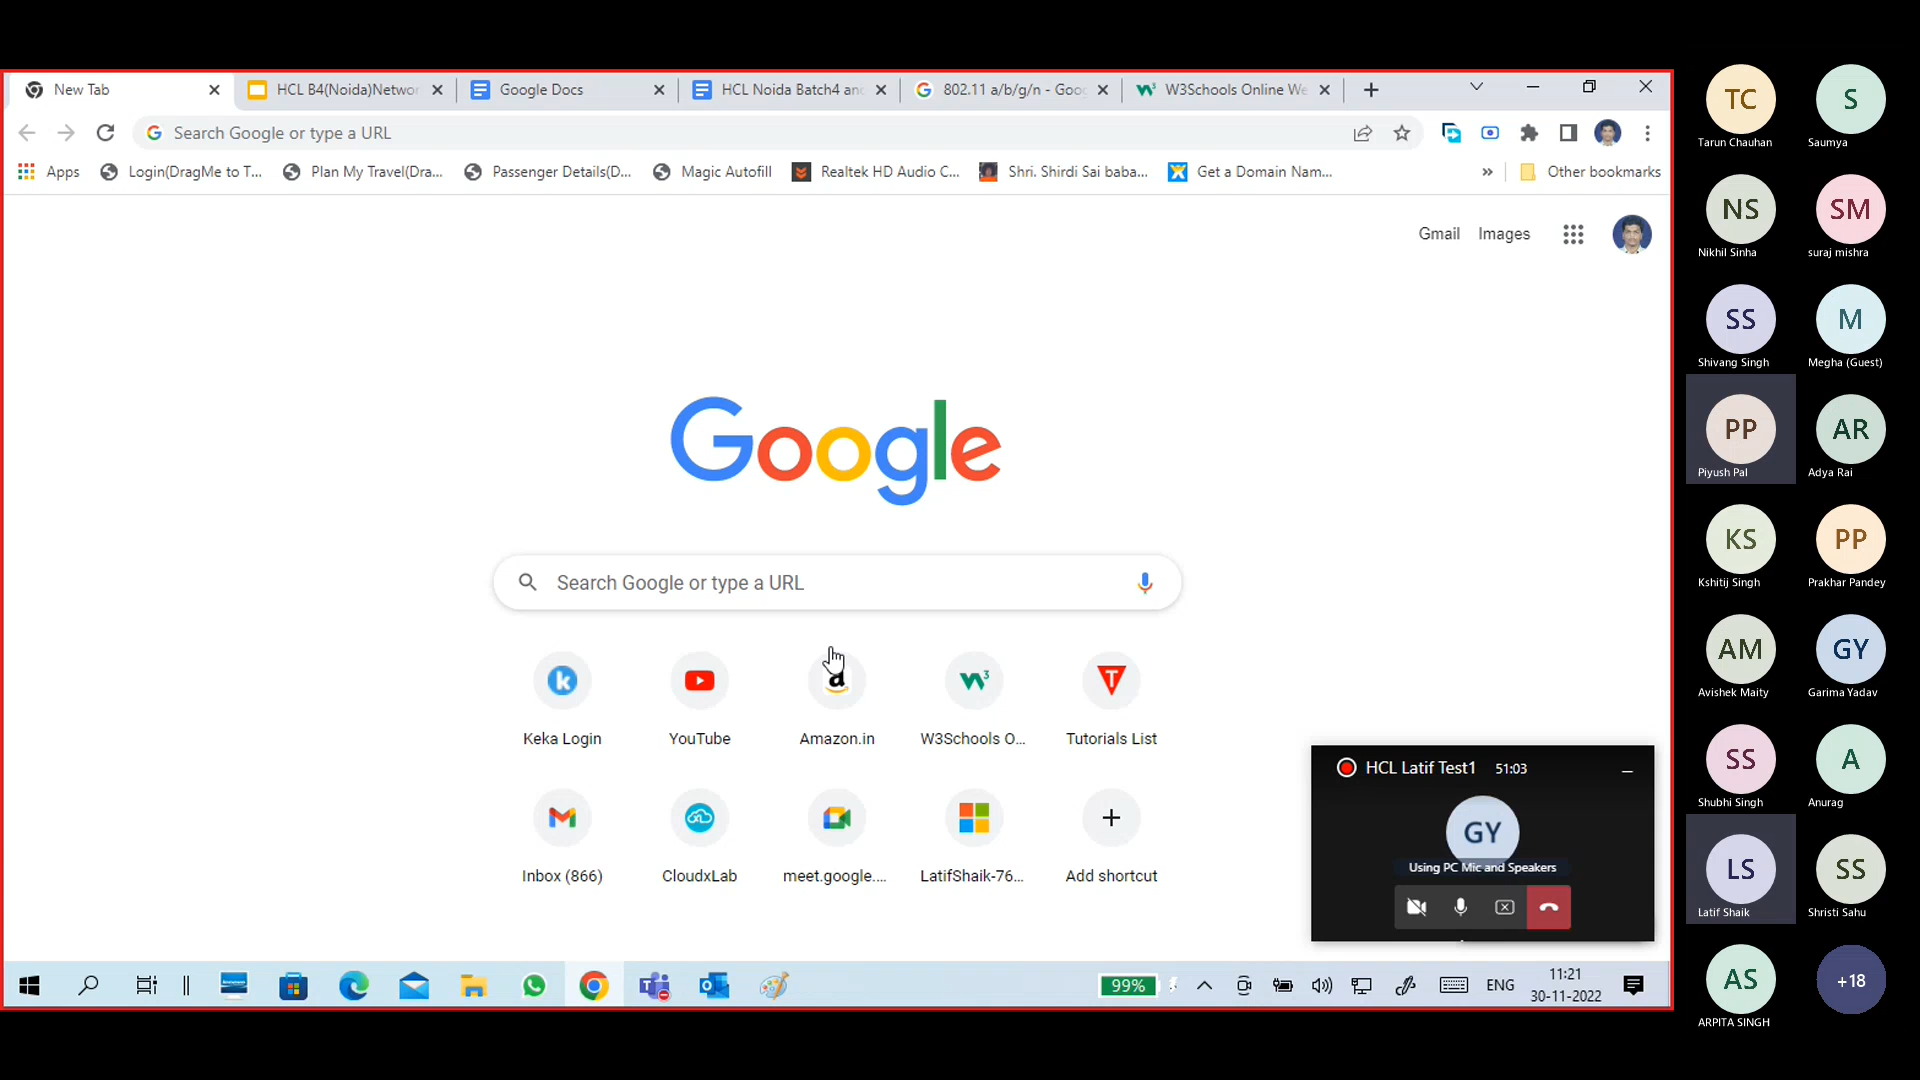 New Tab
HCL B4(Noida)Networ
Google Docs
HCL Noida Batch4 and
802.11 a/b/g/n - Goog
W3Schools Online We
Search Google or type a URL
Apps
Login(DragMe to T...
Plan My Travel(Dra...
Passenger Details(D...
Magic Autofill
Realtek HD Audio C...
Shri. Shirdi Sai baba...
Get a Domain Nam...
»
Other bookmarks
Gmail
Images
Google
Search Google or type a URL
Keka Login
YouTube
Amazon.in
W3Schools O...
Tutorials List
Inbox (866)
CloudxLab
meet.google....
LatifShaik-76...
Add shortcut
HCL Latif Test1 51:03
GY
Using PC Mic and Speakers
99%
ENG
11:21
30-11-2022
TC
Tarun Chauhan
S
Saumya
NS
Nikhil Sinha
SM
suraj mishra
SS
Shivang Singh
M
Megha (Guest)
PP
Piyush Pal
AR
Adya Rai
KS
Kshitij Singh
PP
Prakhar Pandey
AM
Avishek Maity
GY
Garima Yadav
SS
Shubhi Singh
A
Anurag
LS
Latif Shaik
SS
Shristi Sahu
AS
ARPITA SINGH
+18